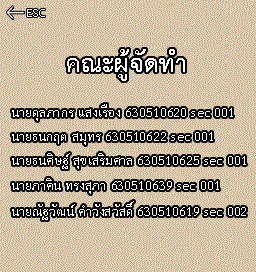 ESC
คณะผู้จัดทำ
นายดุลภากร แสงเรือง 630510620 sec 001
นายธนกฤต สมุทร 630510622 sec 001
นายธนศิษฐ์ สุขเสริมศาล 630510625 sec 001
นายภาคิน ทรงสุภา 630510639 sec 001
นายณัฐวัฒน์ คำวังสวัสดิ์ 630510619 sec 002